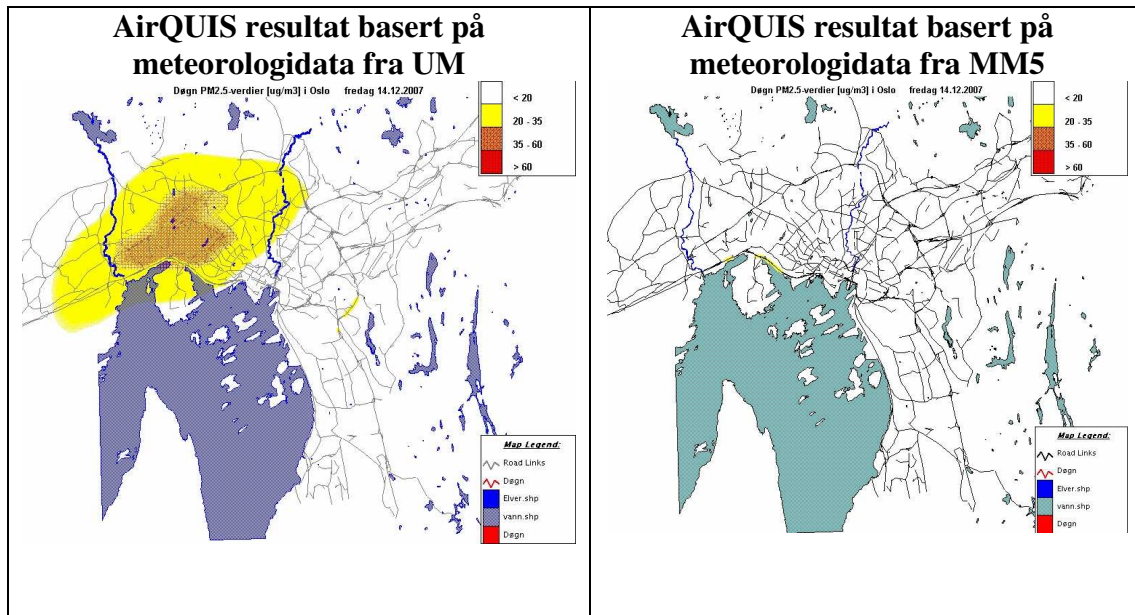 AirQUIS resultat basert på
meteorologidata fra UM
Døgn PM2.5-verdier [ug/m3] i Oslo fredag 14.12.2007
< 20
20 - 35
35 - 60
> 60
Map Legend:
Road Links
Døgn
Elver.shp
vann.shp
Døgn
AirQUIS resultat basert på
meteorologidata fra MM5
Døgn PM2.5-verdier [ug/m3] i Oslo fredag 14.12.2007
< 20
20 - 35
35 - 60
> 60
Map Legend:
Road Links
Døgn
Elver.shp
vann.shp
Døgn